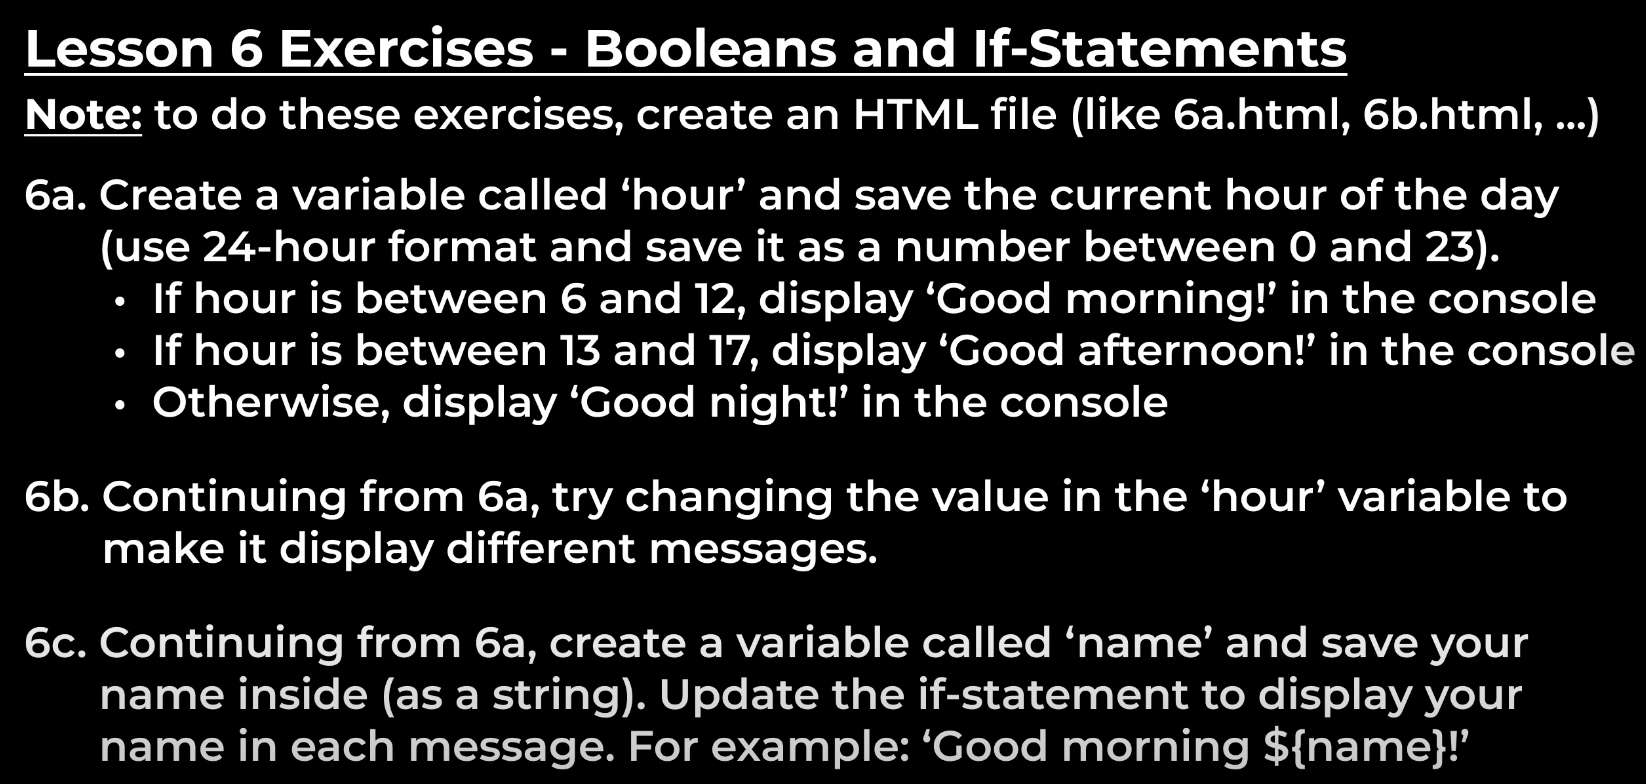 Lesson 6 Exercises - Booleans and If-Statements
Note: to do these exercises, create an HTML file (like 6a.html, 6b.html, ...)
6a. Create a variable called ‘hour’ and save the current hour of the day
(use 24-hour format and save it as a number between 0 and 23).
• If hour is between 6 and 12, display ‘Good morning!’ in the console
• If hour is between 13 and 17, display ‘Good afternoon!’ in the console
• Otherwise, display ‘Good night!’ in the console
6b. Continuing from 6a, try changing the value in the ‘hour’ variable to
make it display different messages.
6c. Continuing from 6a, create a variable called ‘name’ and save your
name inside (as a string). Update the if-statement to display your
name in each message. For example: ‘Good morning ${name}!’